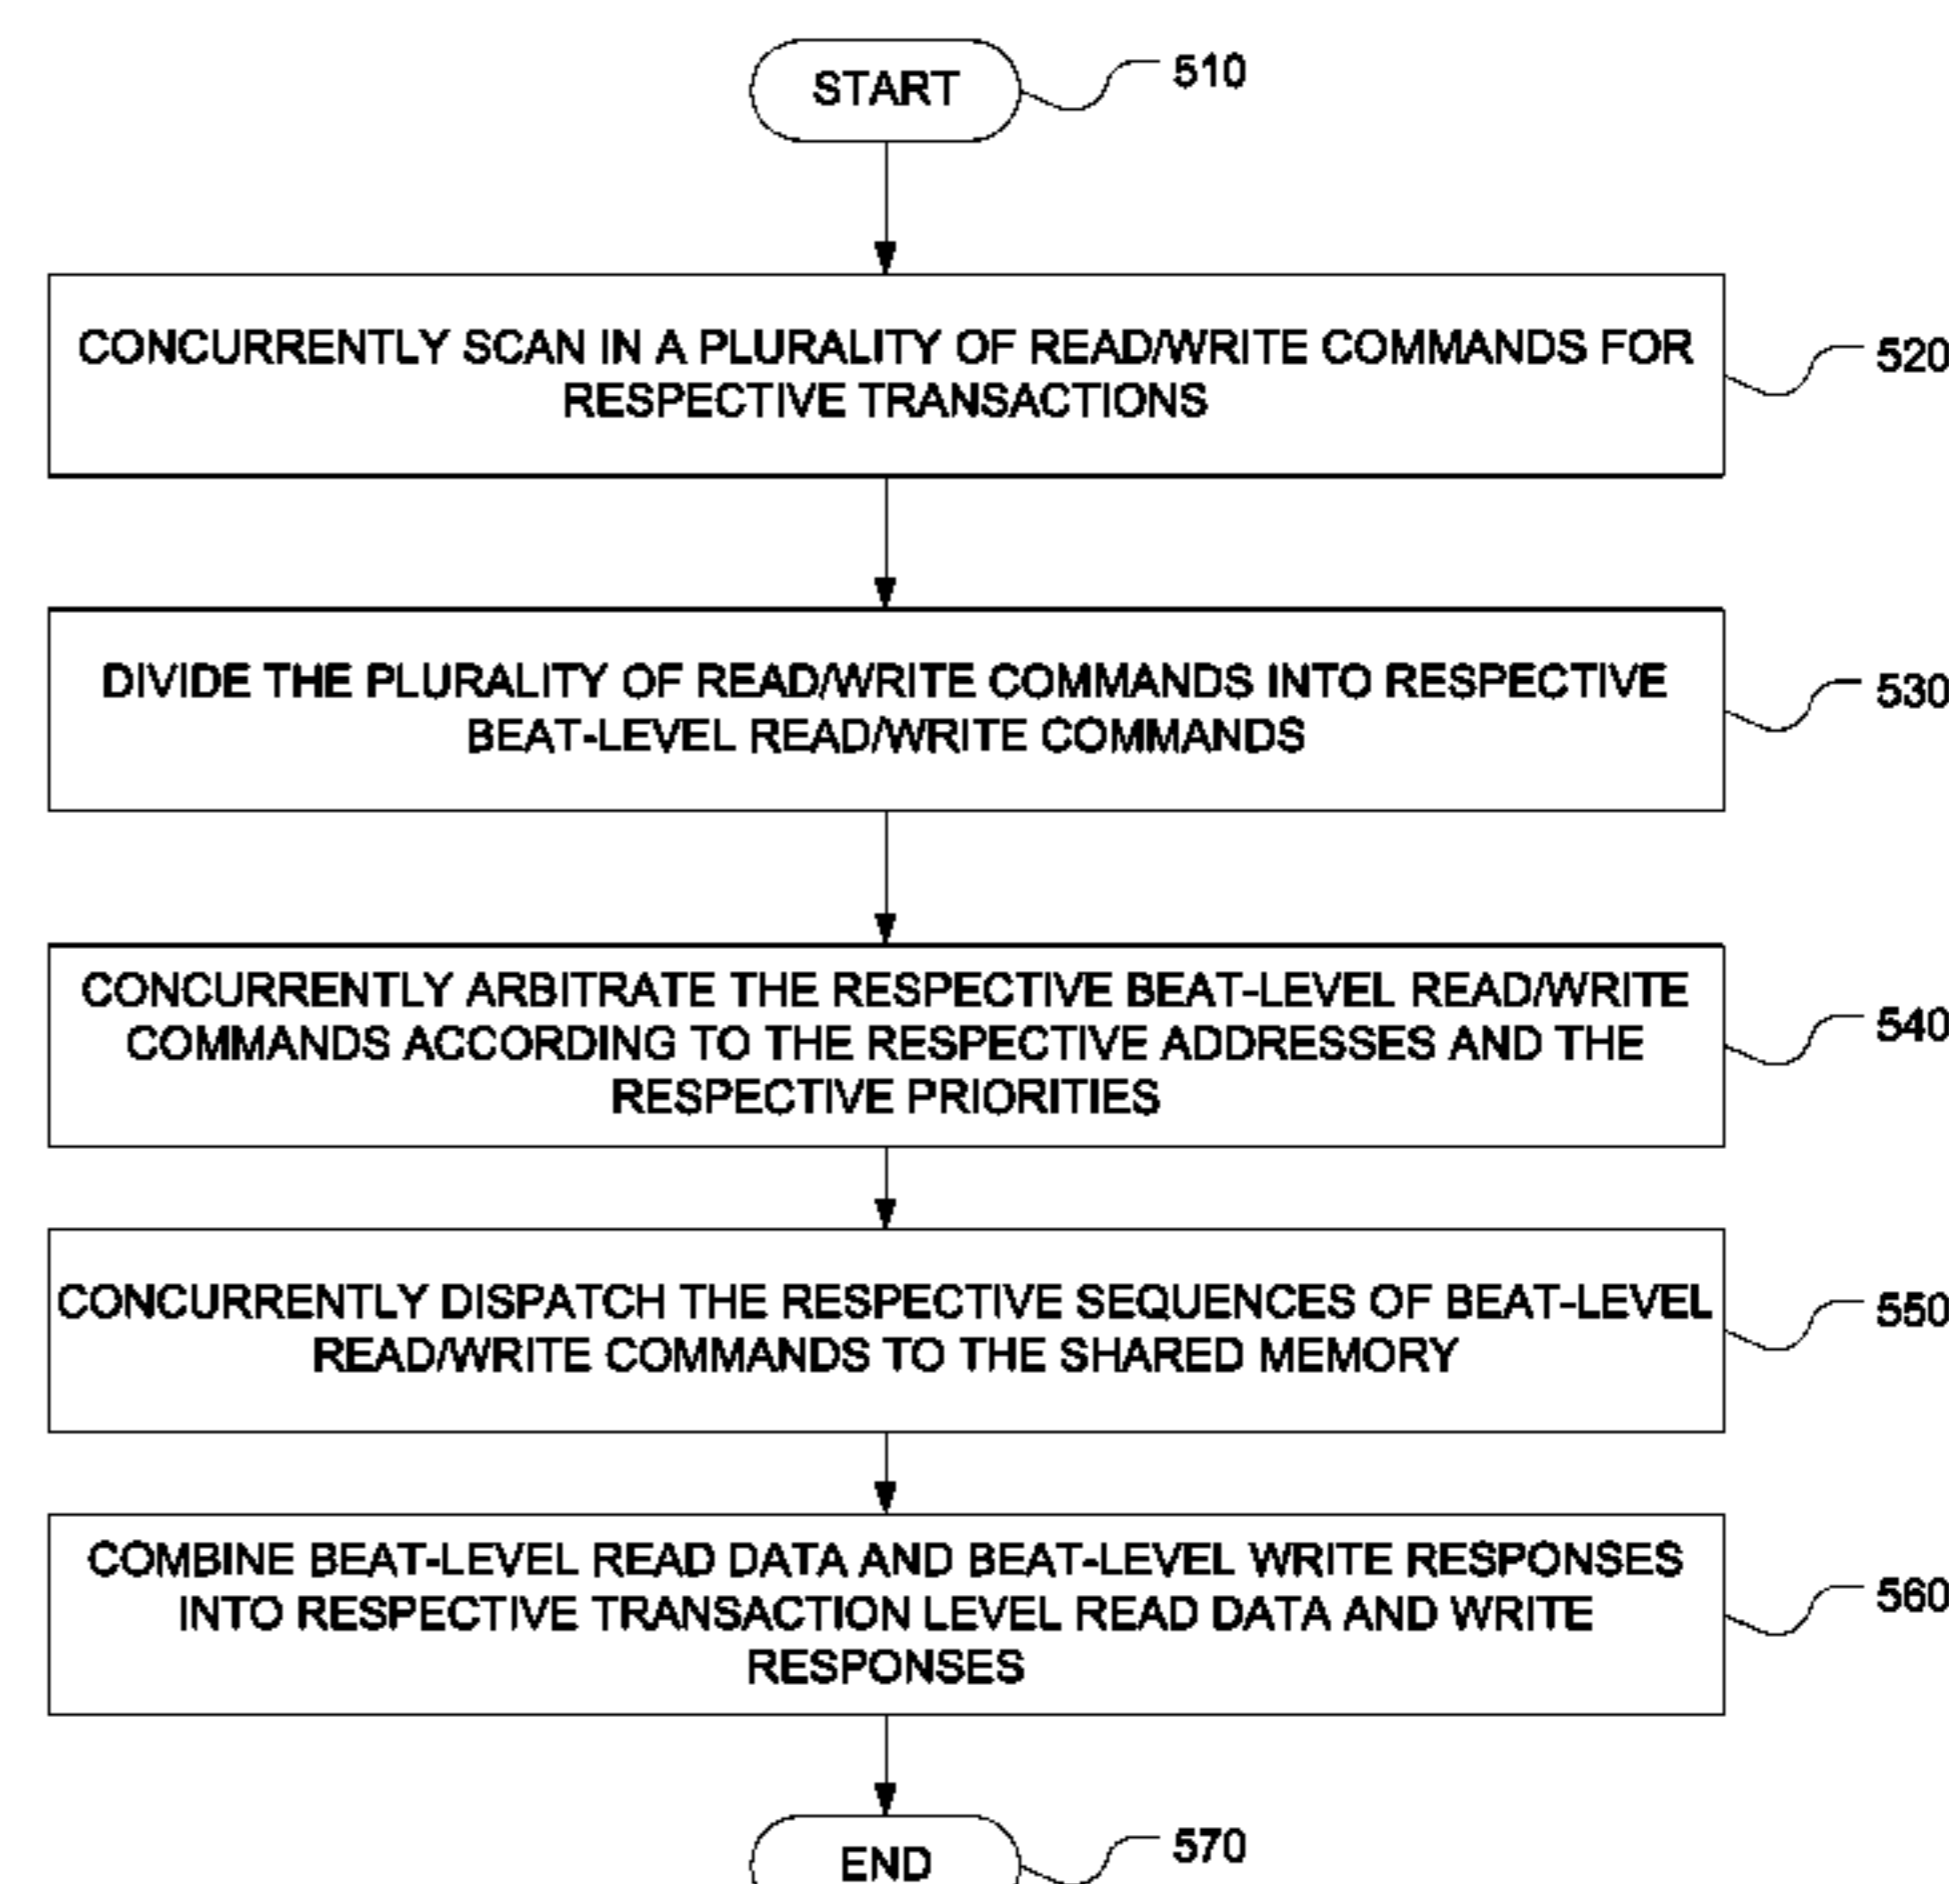 START
510
CONCURRENTLY SCAN IN A PLURALITY OF READ/WRITE COMMANDS FOR
RESPECTIVE TRANSACTIONS
520
DIVIDE THE PLURALITY OF READ/WRITE COMMANDS INTO RESPECTIVE
BEAT-LEVEL READ/WRITE COMMANDS
530
CONCURRENTLY ARBITRATE THE RESPECTIVE BEAT-LEVEL READ/WRITE
COMMANDS ACCORDING TO THE RESPECTIVE ADDRESSES AND THE
RESPECTIVE PRIORITIES
540
CONCURRENTLY DISPATCH THE RESPECTIVE SEQUENCES OF BEAT-LEVEL
READ/WRITE COMMANDS TO THE SHARED MEMORY
550
COMBINE BEAT-LEVEL READ DATA AND BEAT-LEVEL WRITE RESPONSES
INTO RESPECTIVE TRANSACTION LEVEL READ DATA AND WRITE
RESPONSES
560
END
570